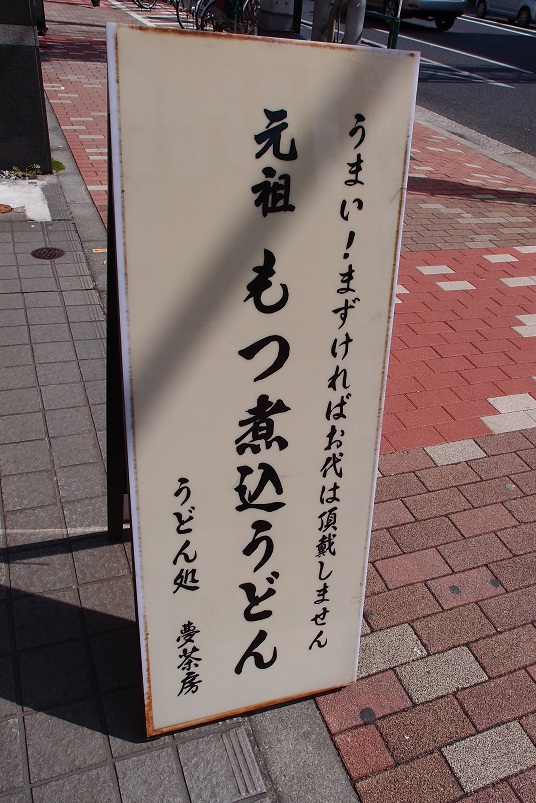 うまい！まずければお代は頂戴しません
元祖 もつ煮込うどん
うどん処 夢茶房